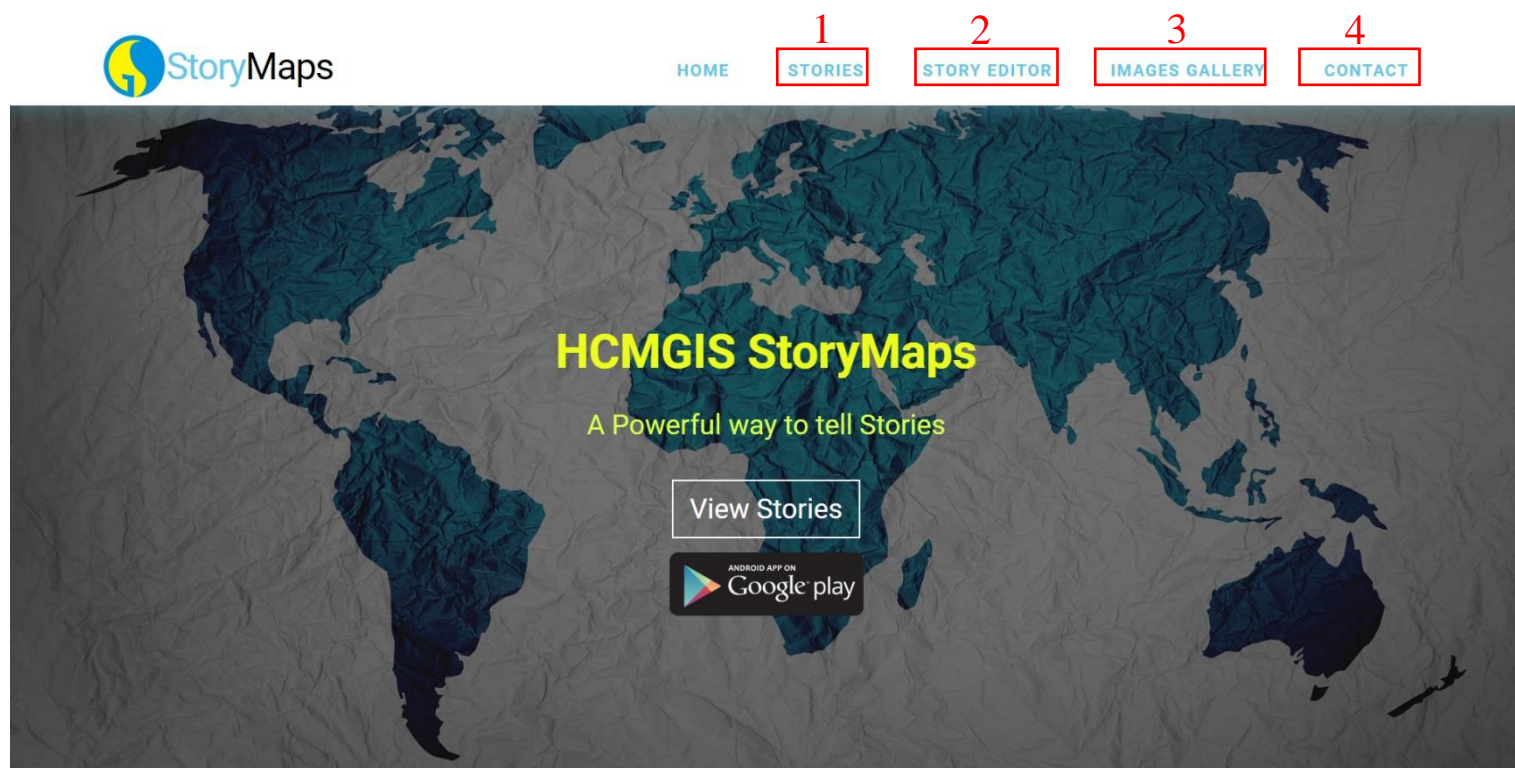 1 2 3 4
StoryMaps HOME STORIES STORY EDITOR IMAGES GALLERY CONTACT
HCMGIS StoryMaps
A Powerful way to tell Stories
View Stories
ANDROID APP ON
Google play